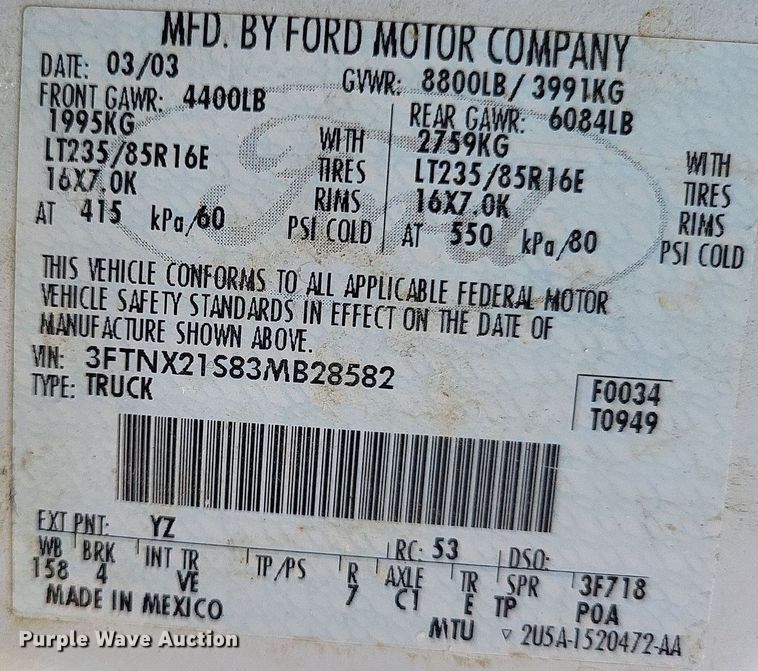 MFD. BY FORD MOTOR COMPANY
DATE: 03/03 GVWR: 8800LB/ 3991KG
FRONT GAWR: 4400LB REAR GAWR: 6084LB
1995KG WITH 2759KG WITH
LT235/85R16E TIRES LT235/85R16E TIRES
16X7.0K RIMS 16X7.0K RIMS
AT 415 kPa/60 PSI COLD AT 550 kPa/80 PSI COLD
THIS VEHICLE CONFORMS TO ALL APPLICABLE FEDERAL MOTOR
VEHICLE SAFETY STANDARDS IN EFFECT ON THE DATE OF
MANUFACTURE SHOWN ABOVE.
VIN: 3FTNX21S83MB28582
TYPE: TRUCK
F0034
T0949
EXT PNT: YZ RC: 53 DSO:
WB BRK INT TR TP/PS R AXLE TR SPR 3F718
158 4 VE 7 C1 E TP POA
MADE IN MEXICO MTU 2U5A-1520472-AA
Ford
Purple Wave Auction